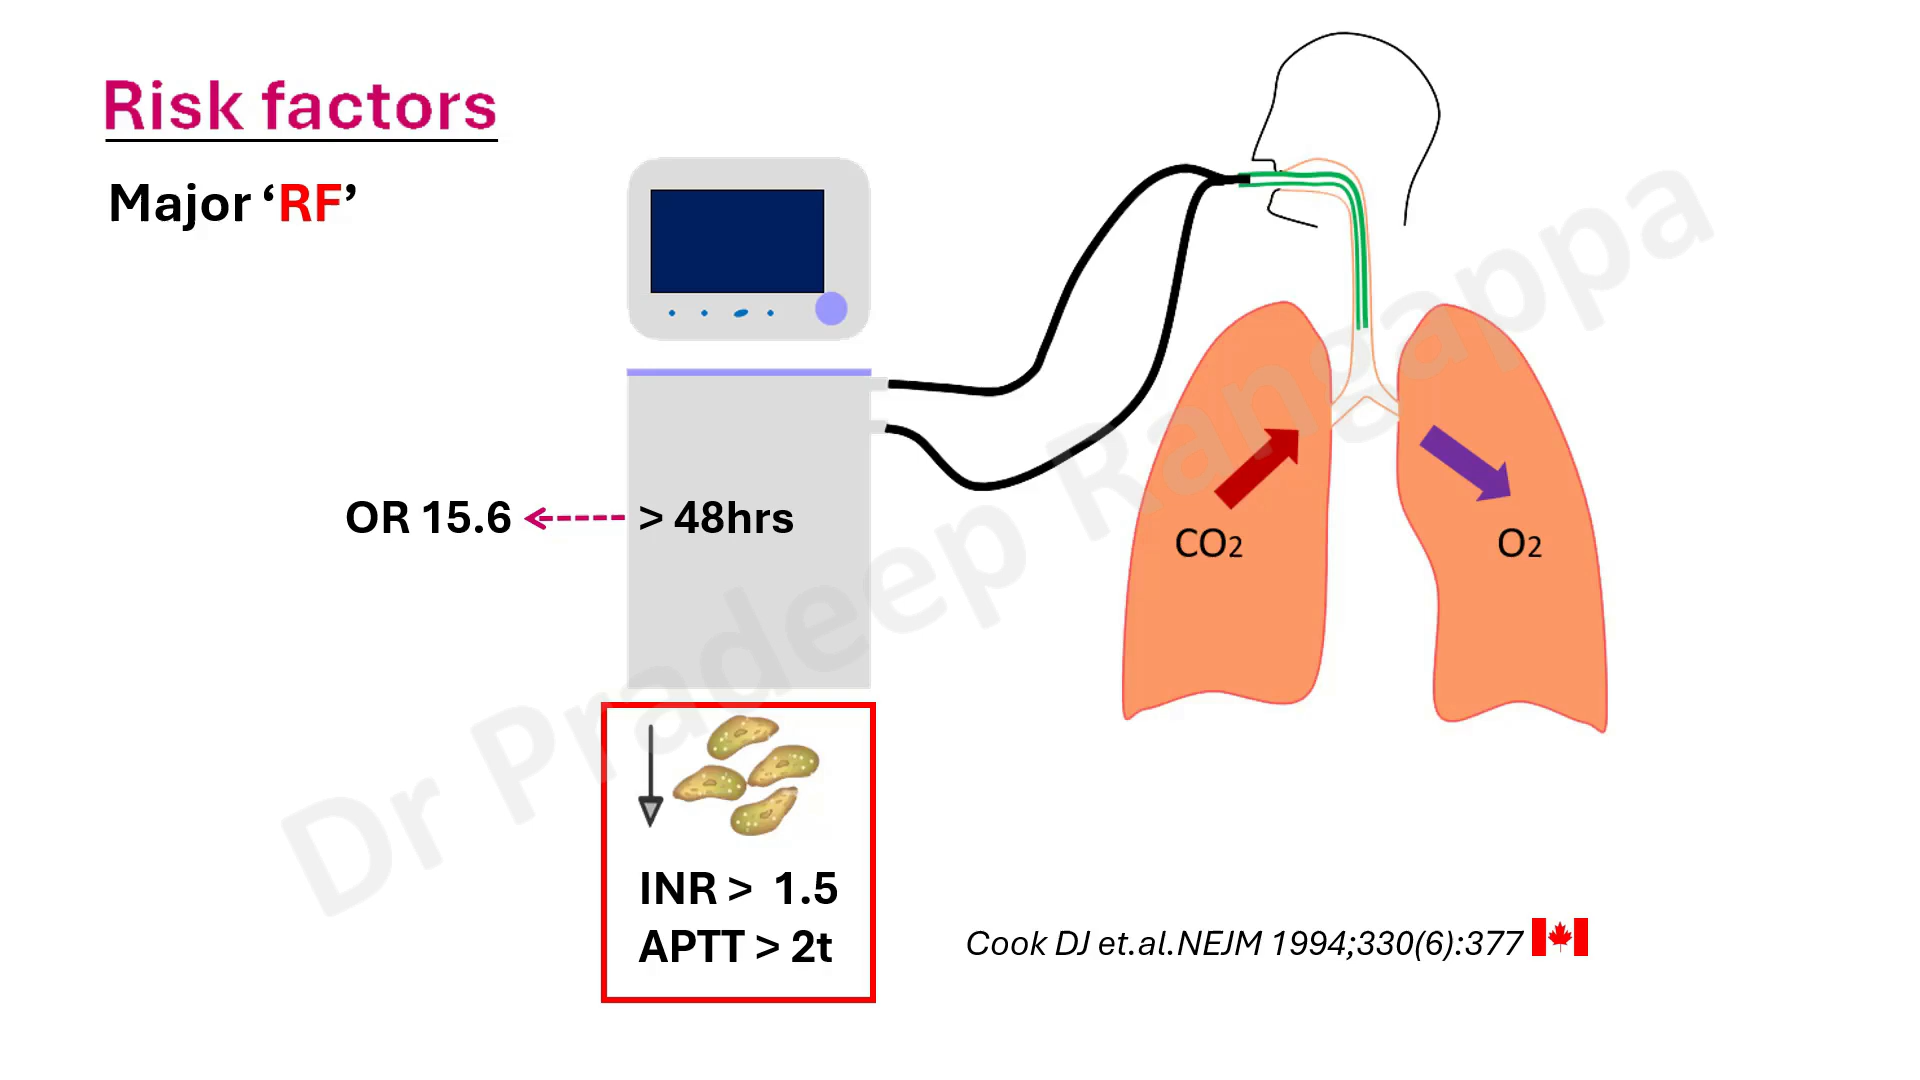 Risk factors
Major ‘RF’
OR 15.6
> 48hrs
CO2
O2
INR > 1.5
APTT > 2t
Cook DJ et.al.NEJM 1994;330(6):377
Dr Pradeep Rangappa